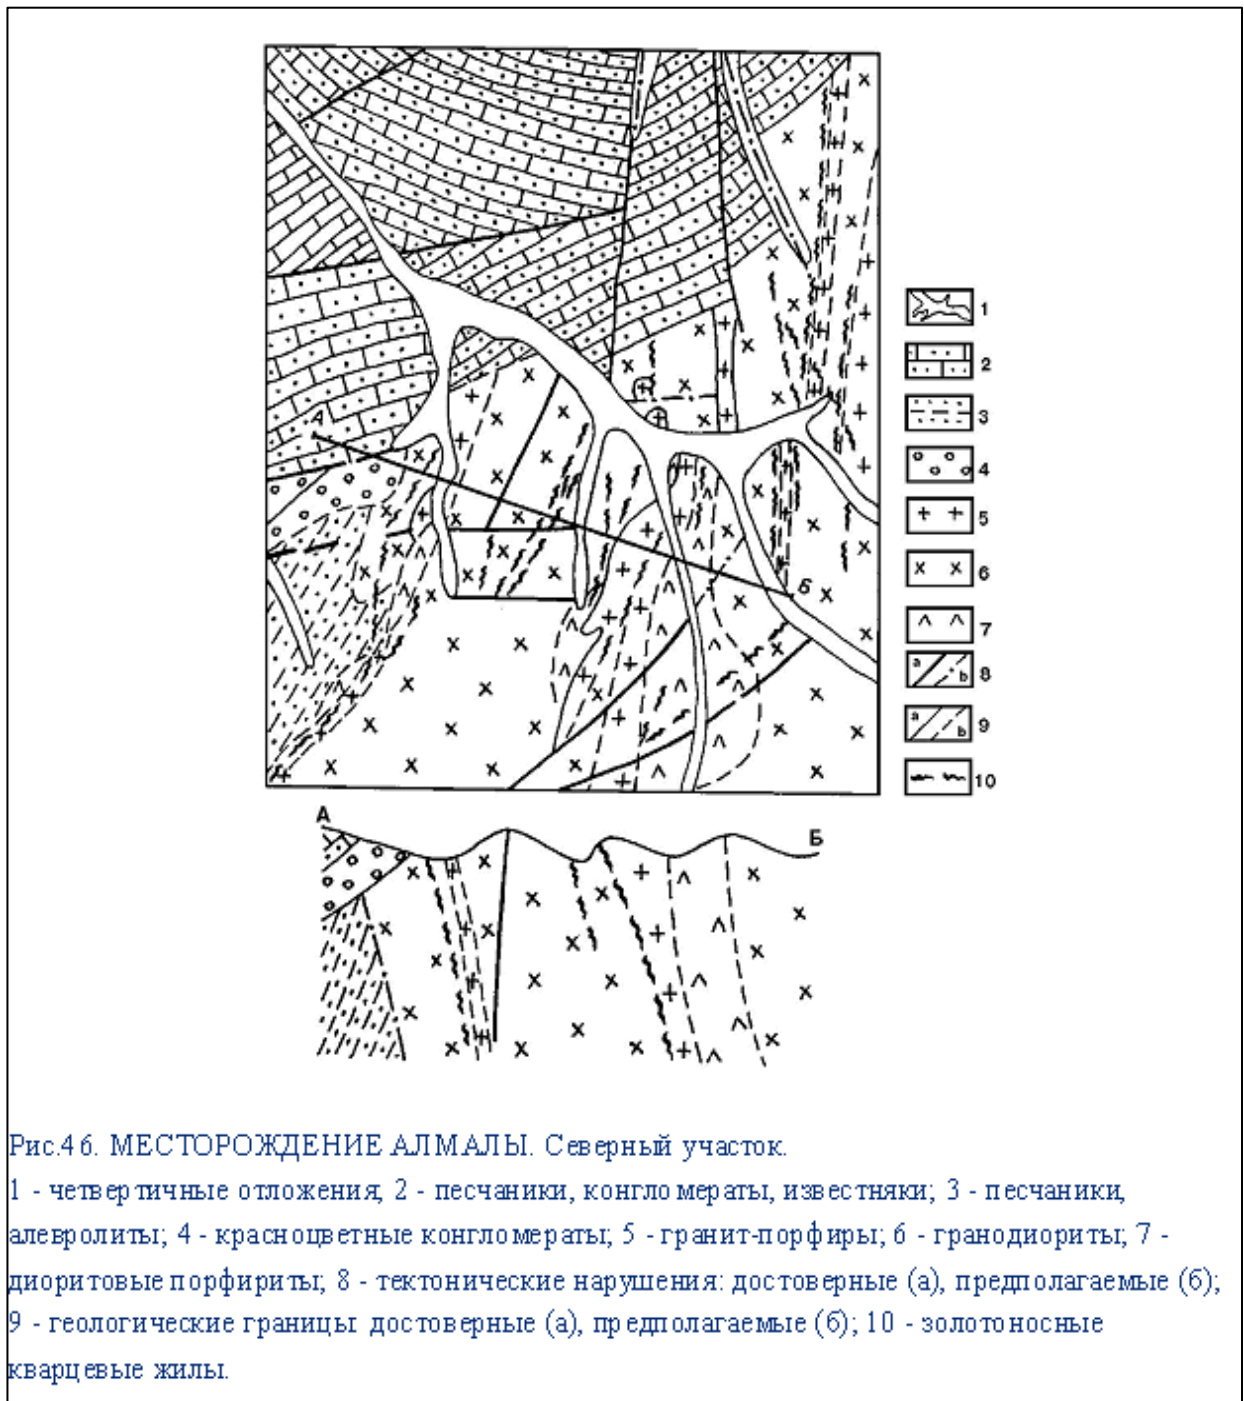 1
2
3
4
5
6
7
a b 8
a b 9
10
А
Б
А
Б
Рис.46. МЕСТОРОЖДЕНИЕ АЛМАЛЫ. Северный участок.
1 - четвертичные отложения; 2 - песчаники, конгломераты, известняки; 3 - песчаники,
алевролиты; 4 - красноцветные конгломераты; 5 - гранит-порфиры; 6 - гранодиориты; 7 -
диоритовые порфириты; 8 - тектонические нарушения: достоверные (а), предполагаемые (б);
9 - геологические границы: достоверные (а), предполагаемые (б); 10 - золотоносные
кварцевые жилы.